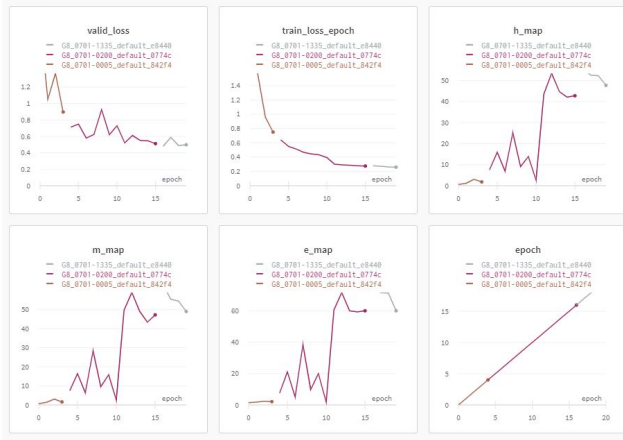 valid_loss
G8_0701-1335_default_e8440
G8_0701-0200_default_0774c
G8_0701-0005_default_842f4
1.2
1
0.8
0.6
0.4
0.2
0
epoch
0 5 10 15
train_loss_epoch
G8_0701-1335_default_e8440
G8_0701-0200_default_0774c
G8_0701-0005_default_842f4
1.4
1.2
1
0.8
0.6
0.4
0.2
0
epoch
0 5 10 15
h_map
G8_0701-1335_default_e8440
G8_0701-0200_default_0774c
G8_0701-0005_default_842f4
50
40
30
20
10
0
epoch
0 5 10 15
m_map
G8_0701-1335_default_e8440
G8_0701-0200_default_0774c
G8_0701-0005_default_842f4
50
40
30
20
10
0
epoch
0 5 10 15
e_map
G8_0701-1335_default_e8440
G8_0701-0200_default_0774c
G8_0701-0005_default_842f4
60
40
20
0
epoch
0 5 10 15
epoch
G8_0701-1335_default_e8440
G8_0701-0200_default_0774c
G8_0701-0005_default_842f4
15
10
5
0
epoch
0 5 10 15 20